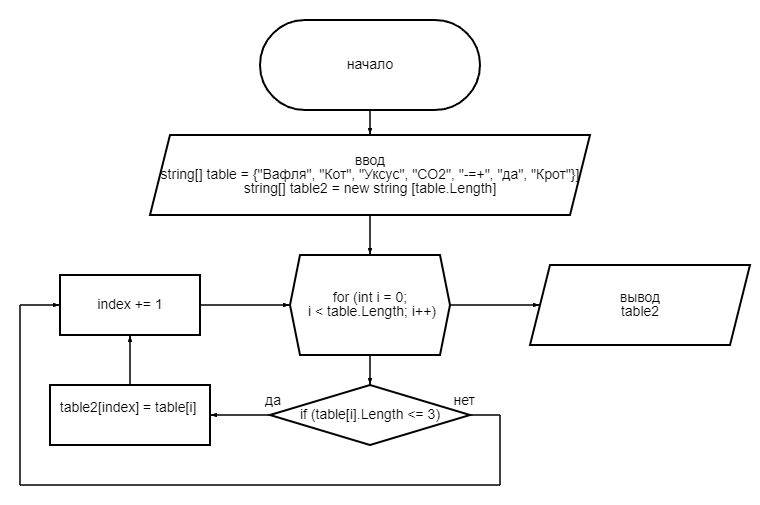 начало
ввод
string[] table = {"Вафля", "Кот", "Уксус", "CO2", "-=+", "да", "Крот"}]
string[] table2 = new string [table.Length]
index += 1
for (int i = 0;
i < table.Length; i++)
вывод
table2
да
нет
table2[index] = table[i]
if (table[i].Length <= 3)